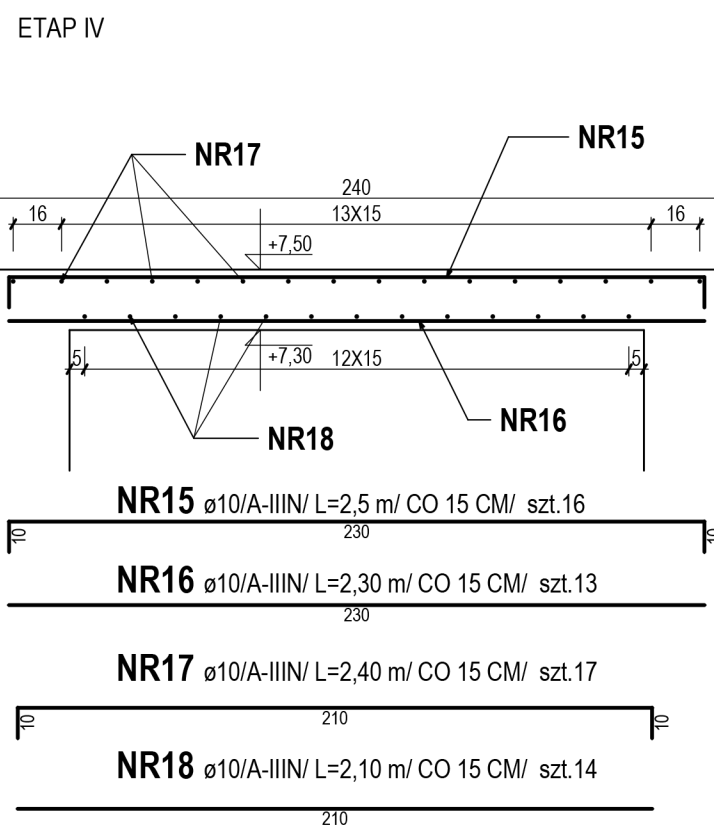 ETAP IV
NR17
NR15
240
16
13X15
16
+7,50
5
+7,30
12X15
5
NR18
NR16
NR15 ø10/A-IIIN/ L=2,5 m/ CO 15 CM/ szt.16
10
230
10
NR16 ø10/A-IIIN/ L=2,30 m/ CO 15 CM/ szt.13
230
NR17 ø10/A-IIIN/ L=2,40 m/ CO 15 CM/ szt.17
10
210
10
NR18 ø10/A-IIIN/ L=2,10 m/ CO 15 CM/ szt.14
210